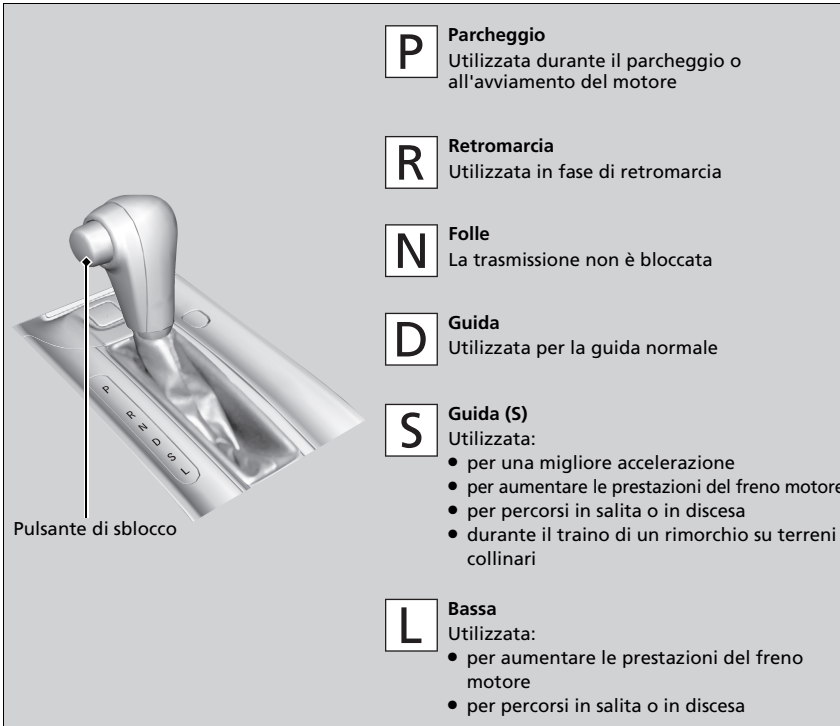 P
Parcheggio
Utilizzata durante il parcheggio o
all'avviamento del motore
R
Retromarcia
Utilizzata in fase di retromarcia
N
Folle
La trasmissione non è bloccata
D
Guida
Utilizzata per la guida normale
S
Guida (S)
Utilizzata:
● per una migliore accelerazione
● per aumentare le prestazioni del freno motore
● per percorsi in salita o in discesa
● durante il traino di un rimorchio su terreni
collinari
L
Bassa
Utilizzata:
● per aumentare le prestazioni del freno
motore
● per percorsi in salita o in discesa
P
R
N
D
S
L
Pulsante di sblocco